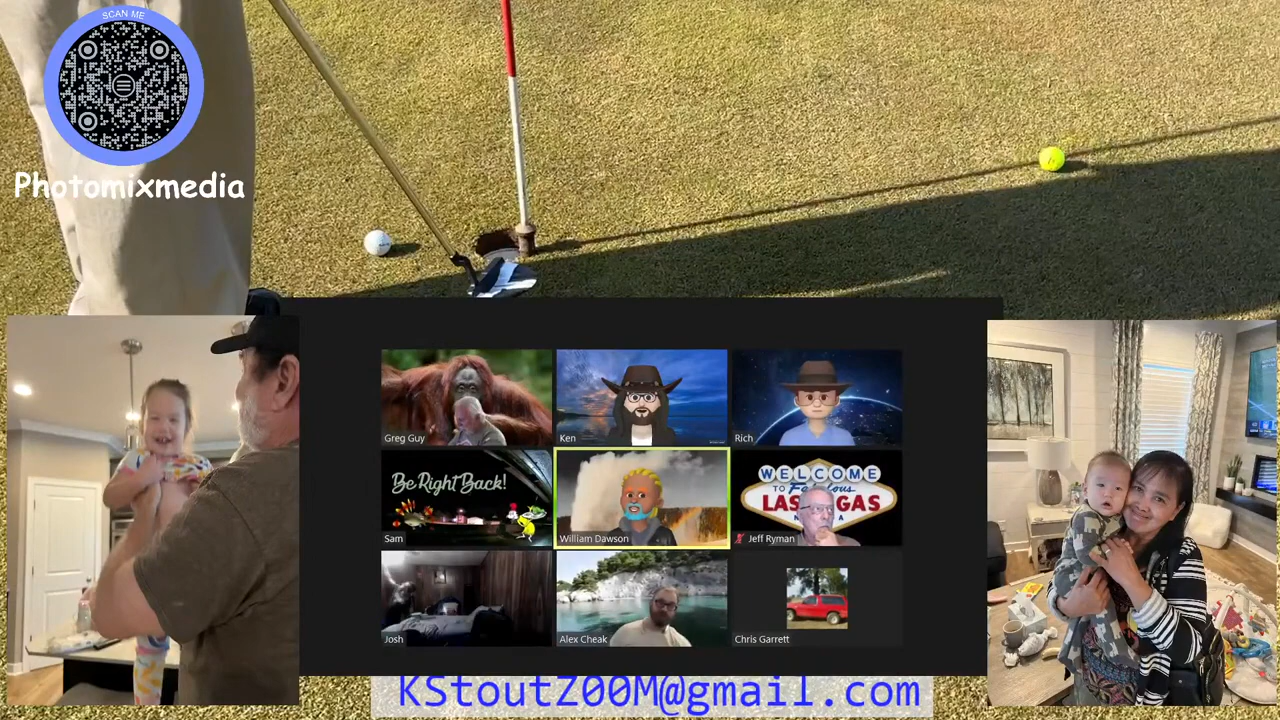 SCAN ME
Photomixmedia
Greg Guy
Ken
Rich
Be Right Back!
Sam
William Dawson
WELCOME
TO Fabulous
LAS VEGAS
Jeff Ryman
Josh
Alex Cheak
Chris Garrett
KStoutZ00M@gmail.com